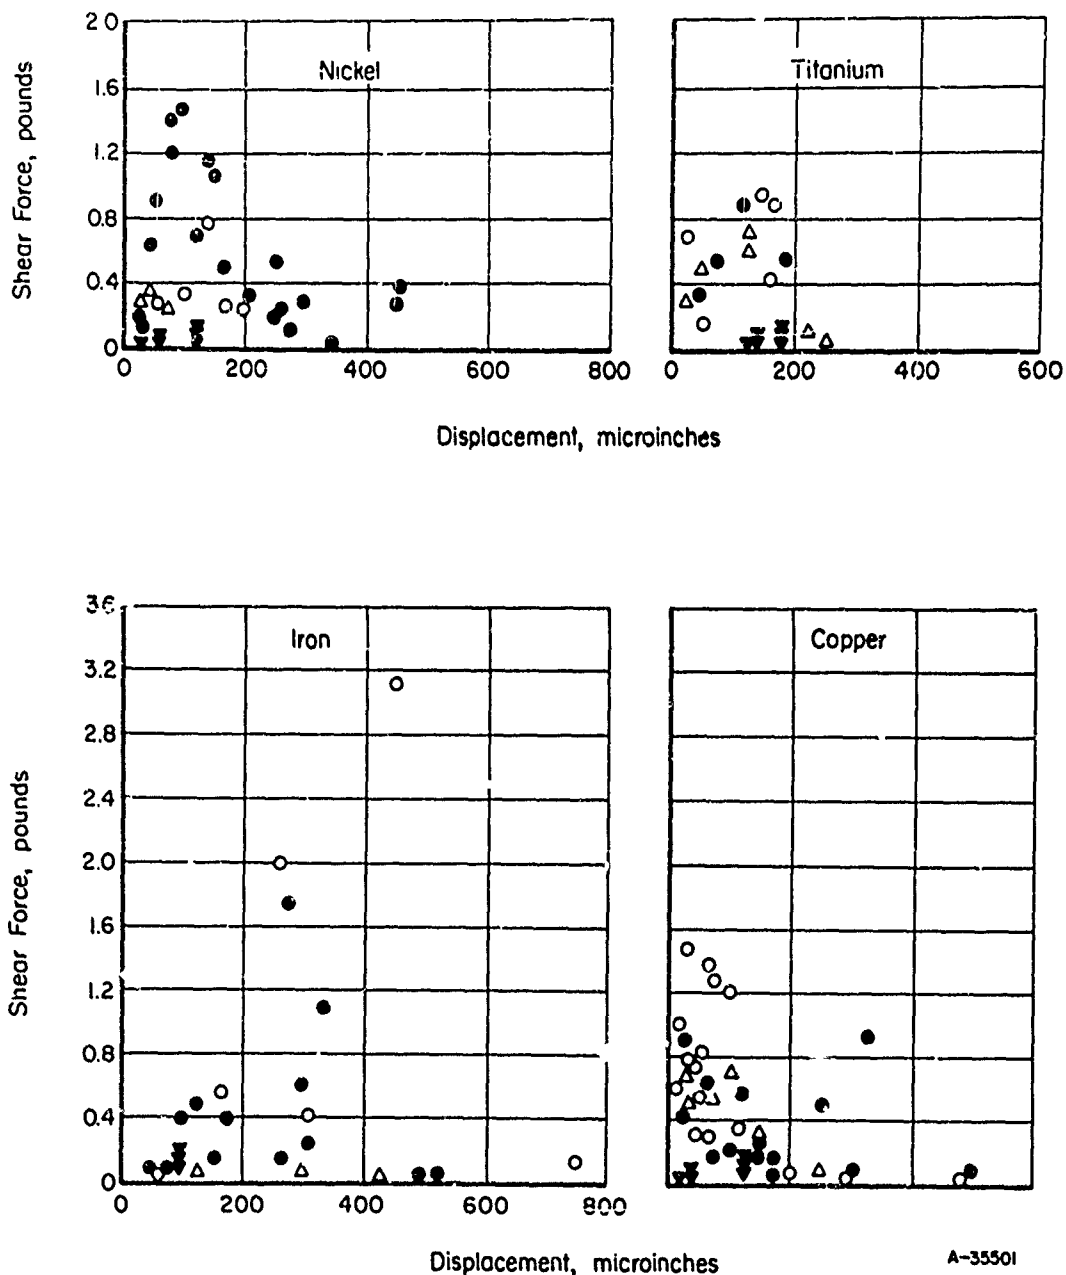 Nickel
Titanium
2 0
1.6
1.2
0.8
0.4
0
Shear Force, pounds
0 200 400 600 800
0 200 400 600
Displacement, microinches
Iron
Copper
3.6
3.2
2.8
2.4
2.0
1.6
1.2
0.8
0.4
0
Shear Force, pounds
0 200 400 600 800
Displacement, microinches
A-35501